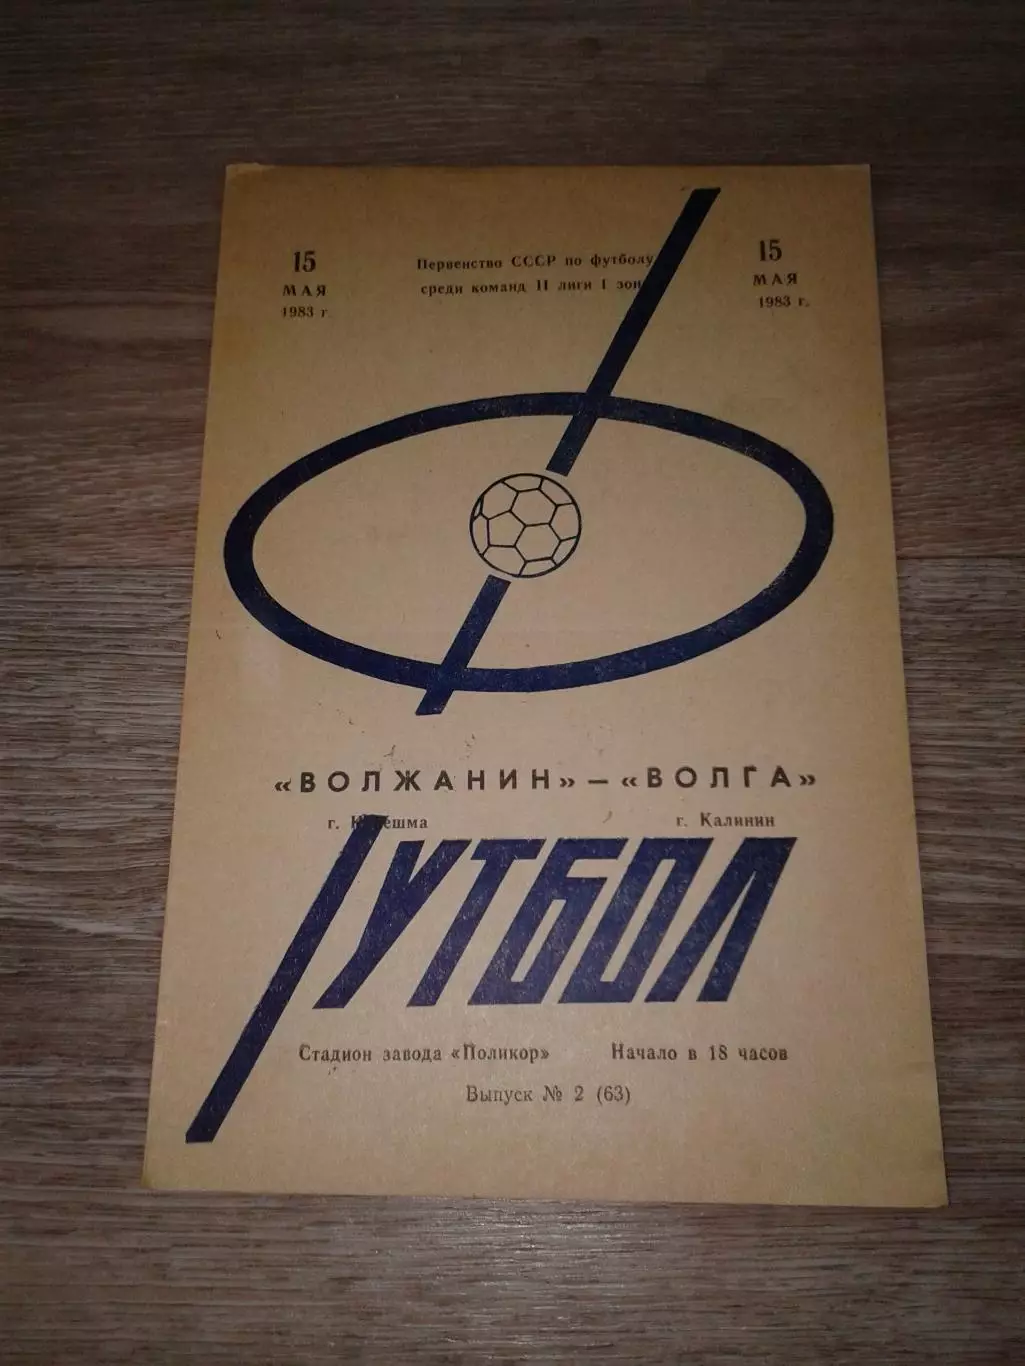 15
МАЯ
1983 г.
Первенство СССР по футболу
среди команд II лиги I зон
15
МАЯ
1983 г.
«ВОЛЖАНИН» — «ВОЛГА»
г. г. Калинин
ФУТБОЛ
Стадион завода «Поликор» Начало в 18 часов
Выпуск № 2 (63)